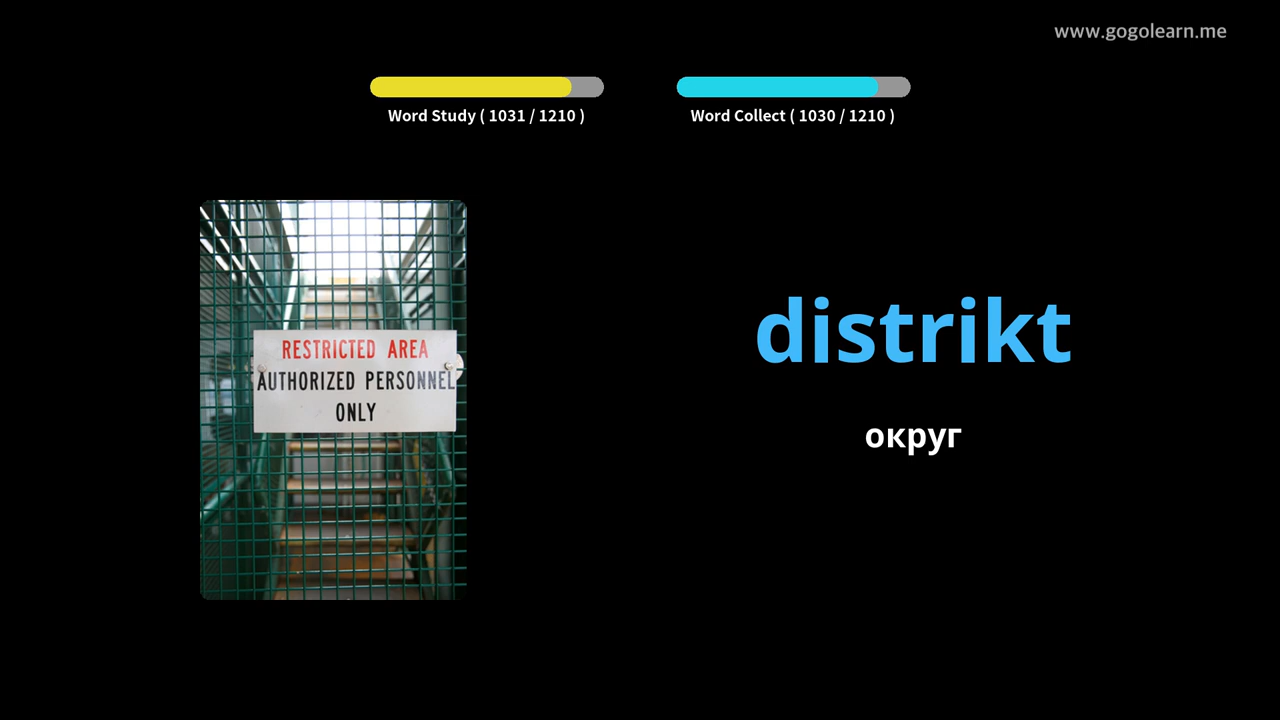 www.gogolearn.me
Word Study ( 1031 / 1210 )
Word Collect ( 1030 / 1210 )
RESTRICTED AREA
AUTHORIZED PERSONNEL
ONLY
distrikt
округ